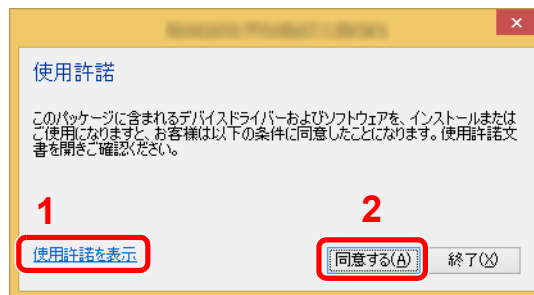 使用許諾
このパッケージに含まれるデバイスドライバーおよびソフトウェアを、インストールまたは
ご使用になりますと、お客様は以下の条件に同意したことになります。使用許諾文
書を開きご確認ください。
1
2
使用許諾を表示
同意する(A)
終了(X)